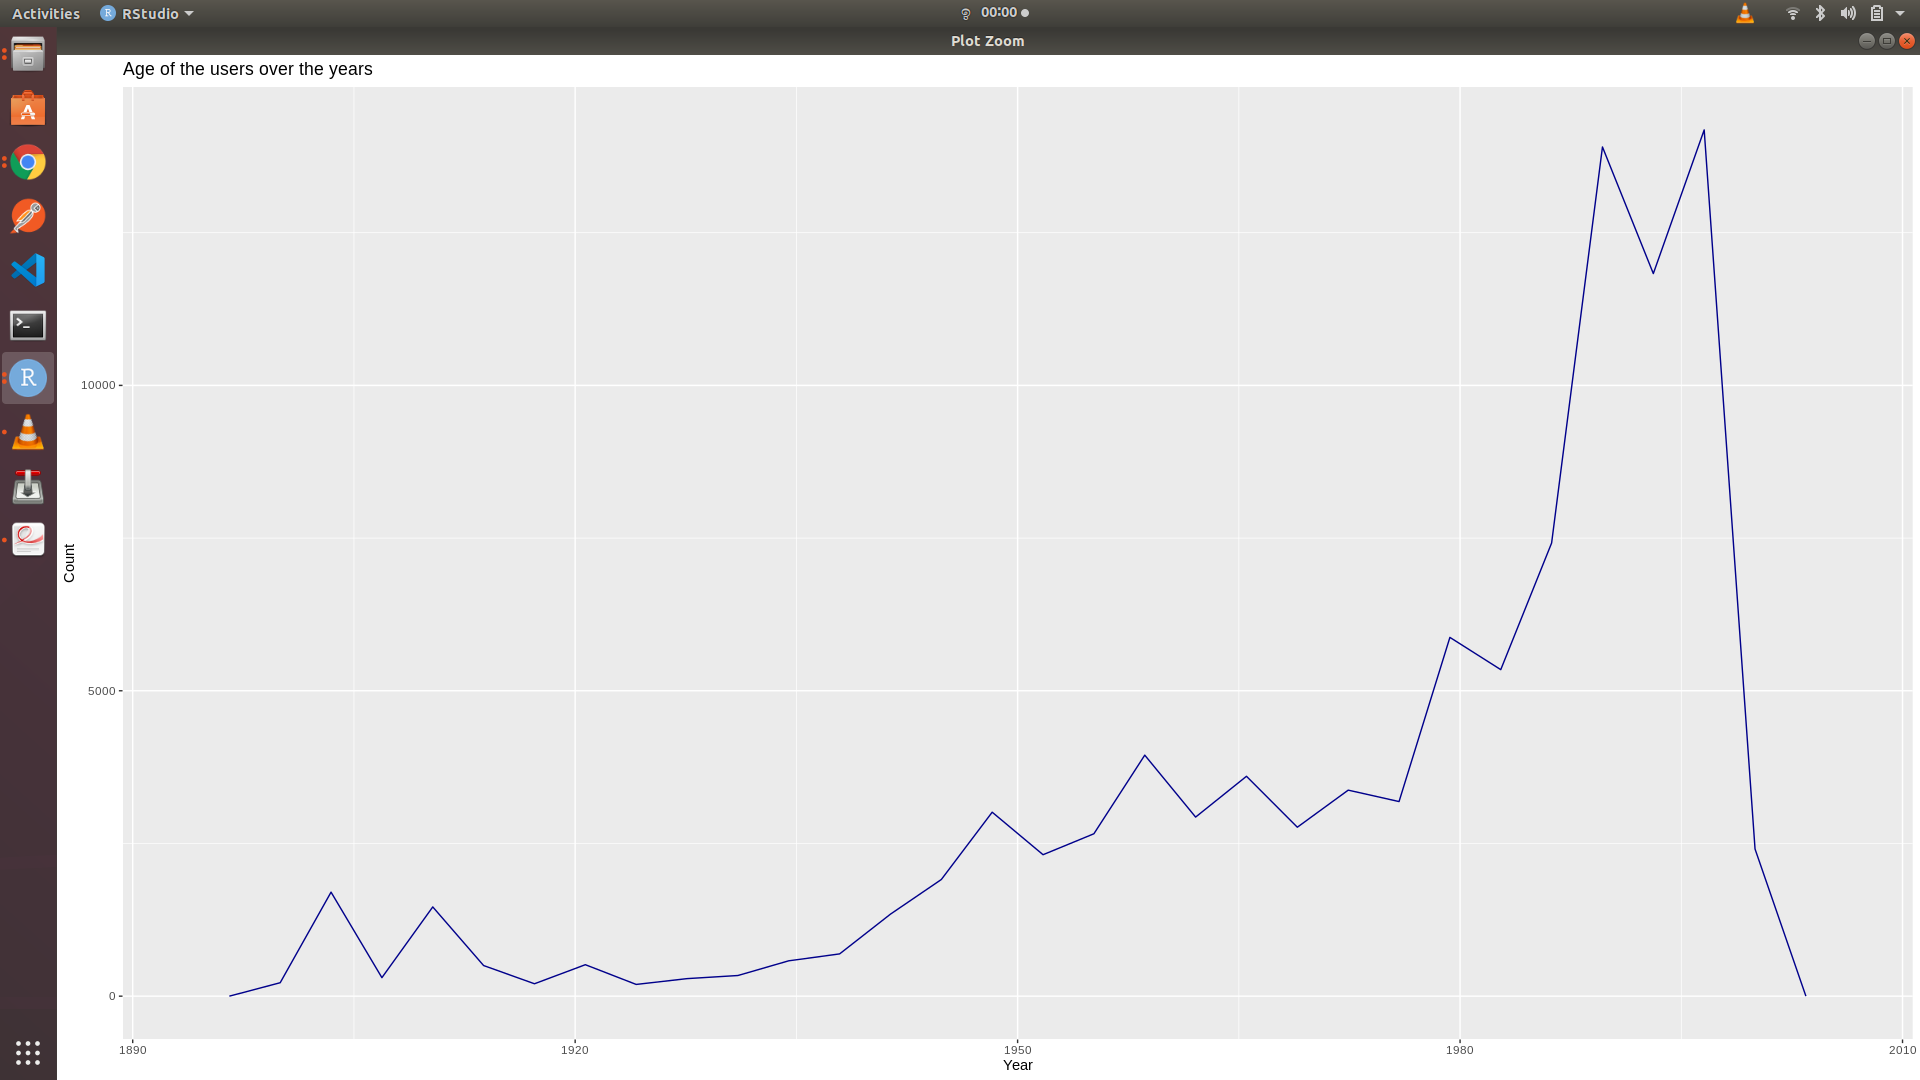 Activities
RStudio
00:00
Plot Zoom
Age of the users over the years
10000
5000
0
Count
1890
1920
1950
1980
2010
Year